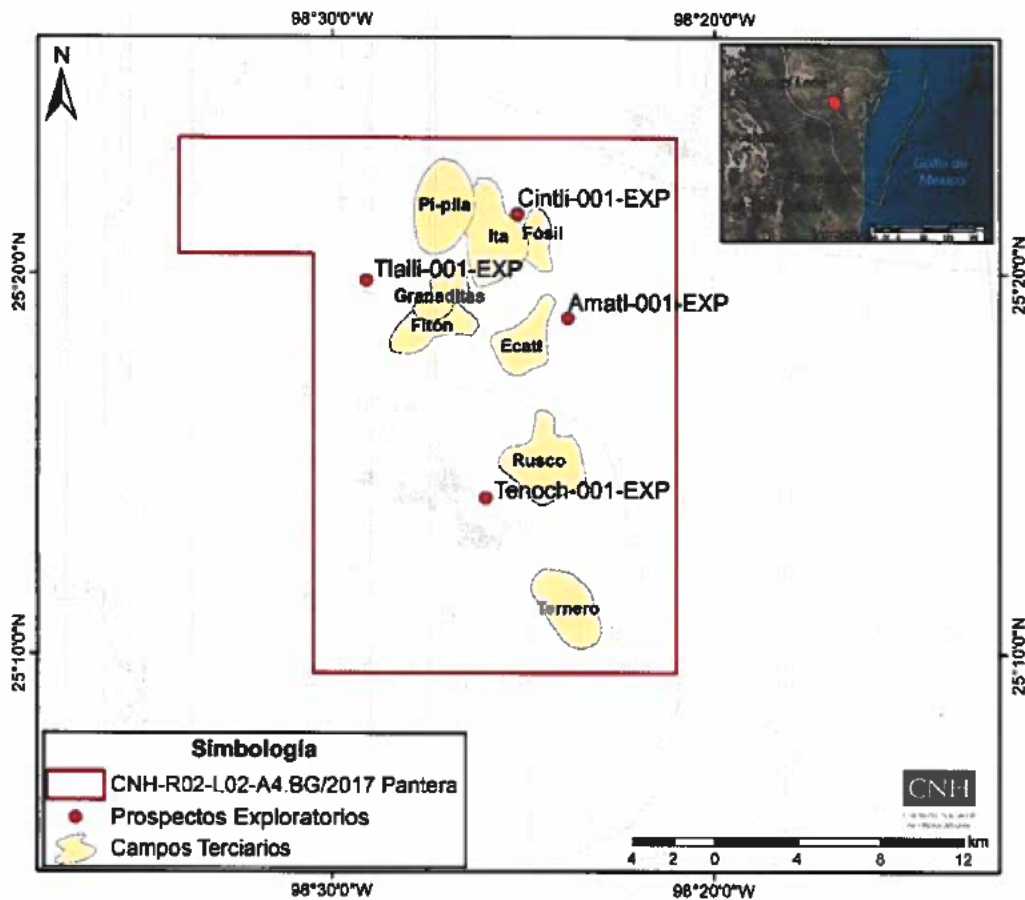 98°30'0"W
98°20'0"W
N
Golfo de
México
Pí-pila
Cintli-001-EXP
Ita
Fósil
25°20'0"N
25°20'0"N
Tlalli-001-EXP
Granaditas
Amatl-001-EXP
Fitón
Ecatl
Rusco
Tenoch-001-EXP
Ternero
25°10'0"N
25°10'0"N
Simbología
CNH-R02-L02-A4.BG/2017 Pantera
Prospectos Exploratorios
Campos Terciarios
CNH
km
4 2 0 4 8 12
98°30'0"W
98°20'0"W